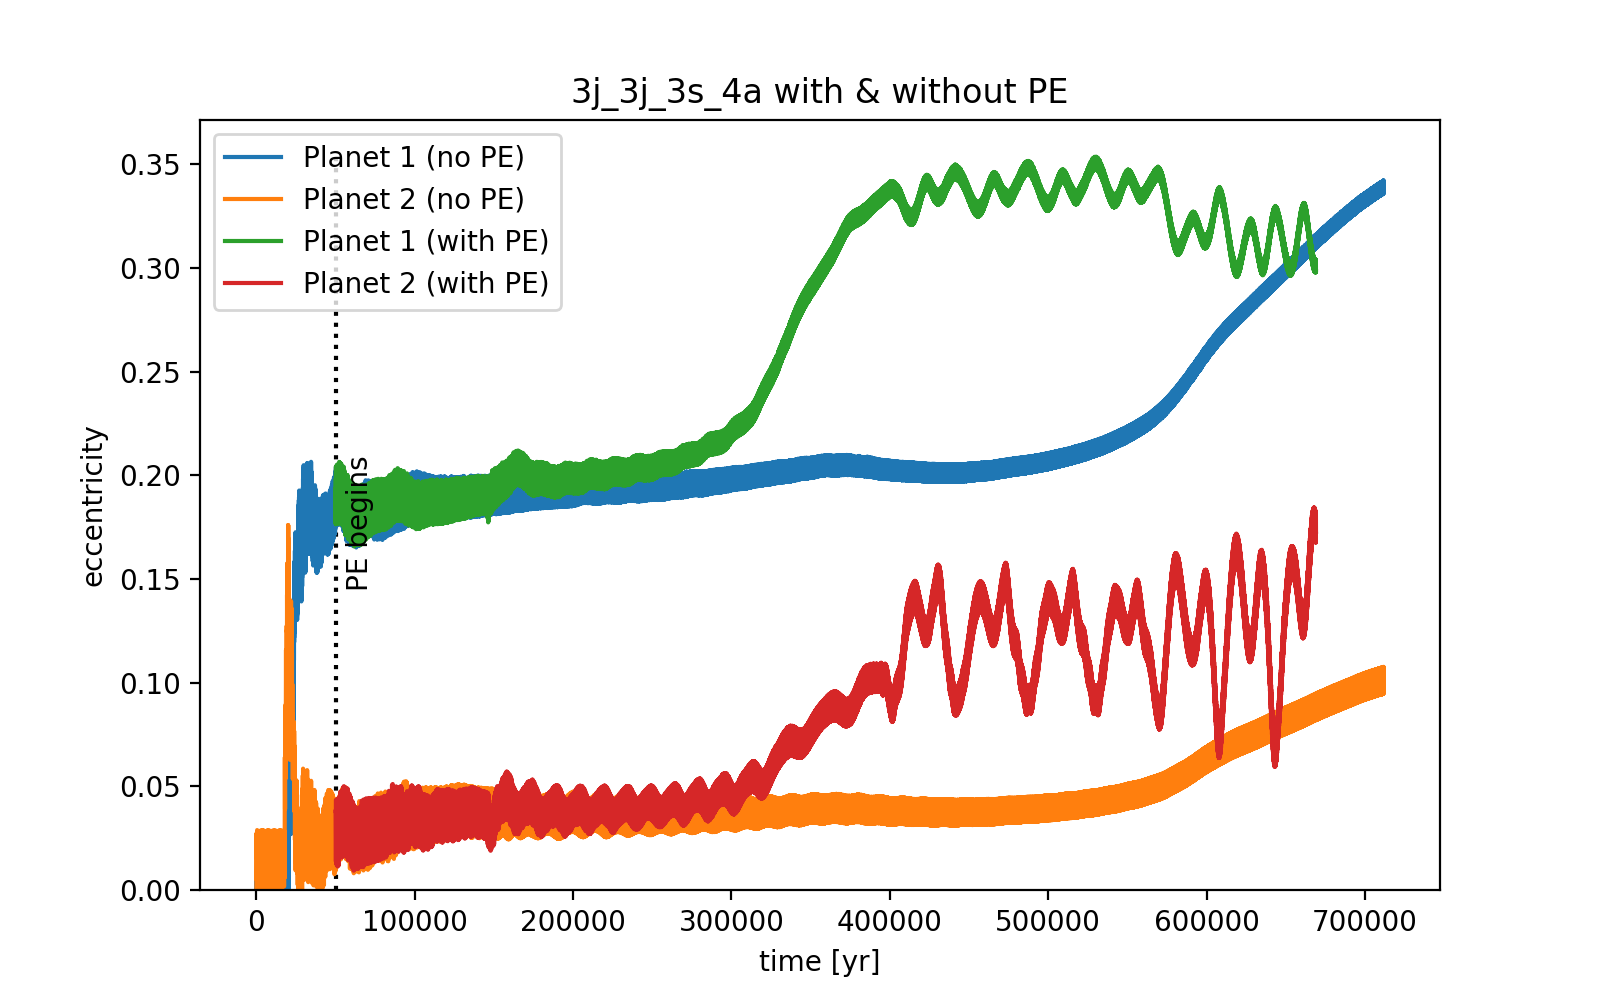 3j_3j_3s_4a with & without PE
Planet 1 (no PE)
Planet 2 (no PE)
Planet 1 (with PE)
Planet 2 (with PE)
0.35
0.30
0.25
0.20
0.15
0.10
0.05
0.00
eccentricity
PE begins
0
100000
200000
300000
400000
500000
600000
700000
time [yr]